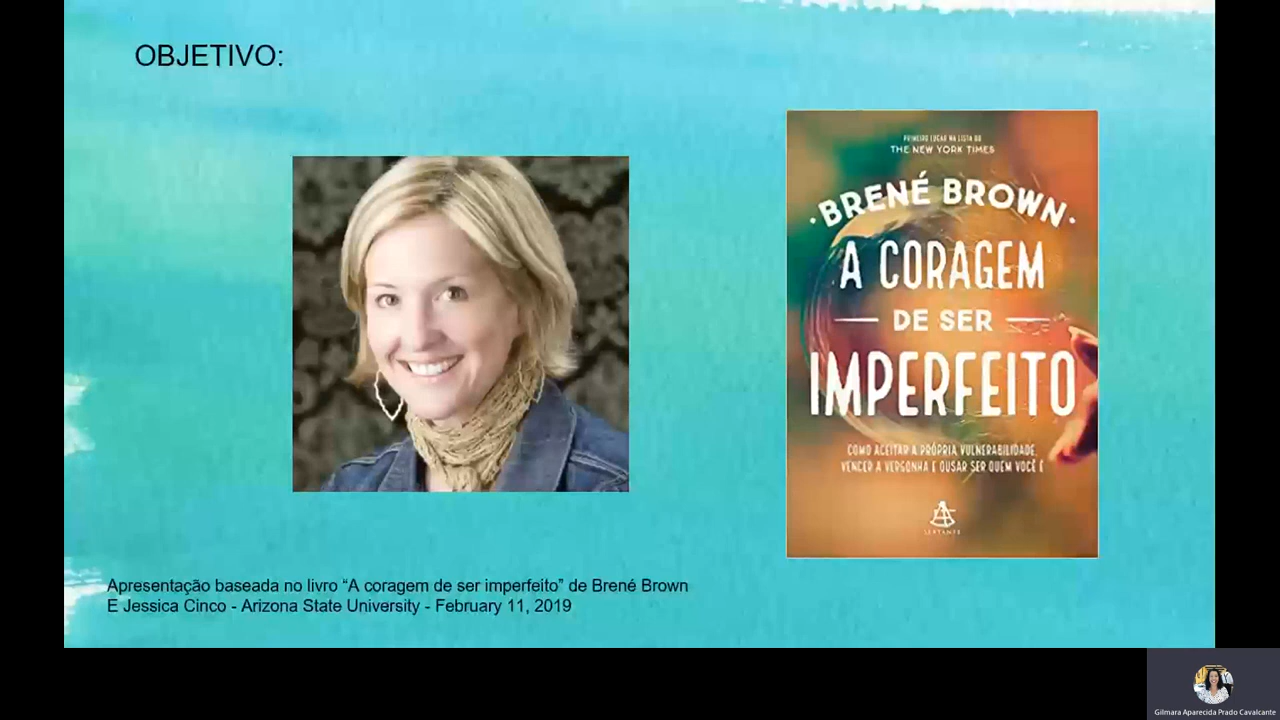 OBJETIVO:
PRIMEIRO LUGAR NA LISTA DO
THE NEW YORK TIMES
· BRENÉ BROWN ·
A CORAGEM
DE SER
IMPERFEITO
COMO ACEITAR A PRÓPRIA VULNERABILIDADE,
VENCER A VERGONHA E OUSAR SER QUEM VOCÊ É
SEXTANTE
Apresentação baseada no livro “A coragem de ser imperfeito” de Brené Brown
E Jessica Cinco - Arizona State University - February 11, 2019
Gilmara Aparecida Prado Cavalcante